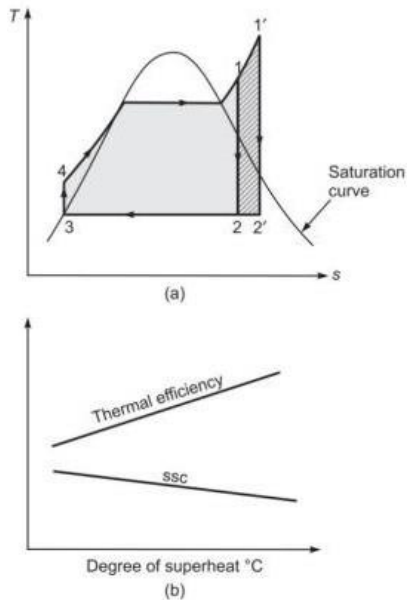 T
1'
1
4
Saturation
curve
3
2
2'
s
(a)
Thermal efficiency
ssc
Degree of superheat °C
(b)